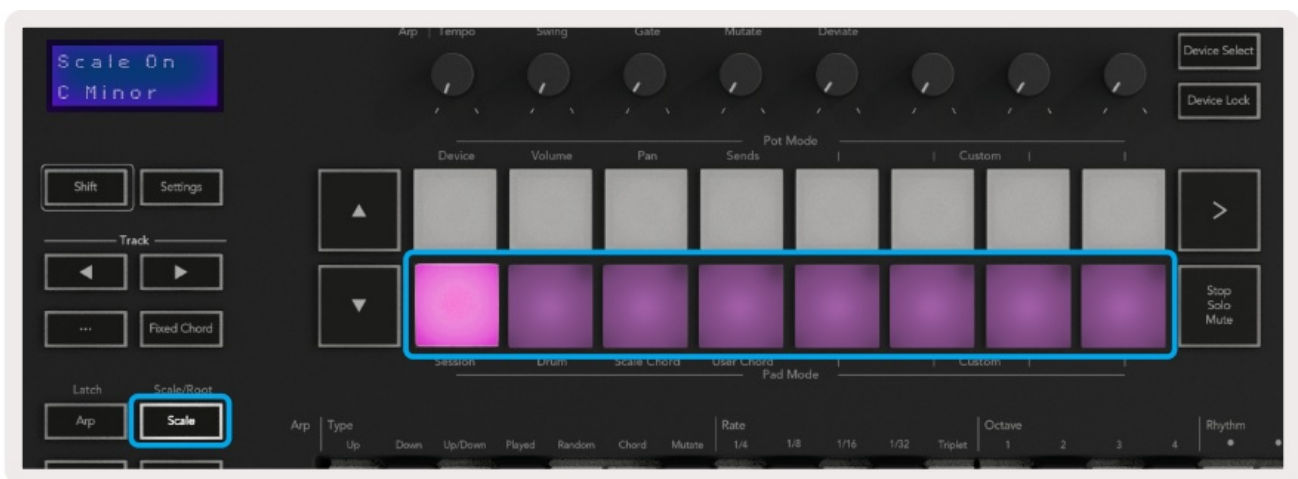 Arp | Tempo Swing Gate Mutate Deviate
Scale On
C Minor
Device Select
Device Lock
Pot Mode
Device Volume Pan Sends Custom
Shift Settings
Track
Stop
Solo
Mute
... Fixed Chord
Session Drum Scale Chord User Chord Custom
Pad Mode
Latch Scale/Root
Arp Scale
Arp Type Rate Octave Rhythm
Up Down Up/Down Played Random Chord Mutate 1/4 1/8 1/16 1/32 Triplet 1 2 3 4